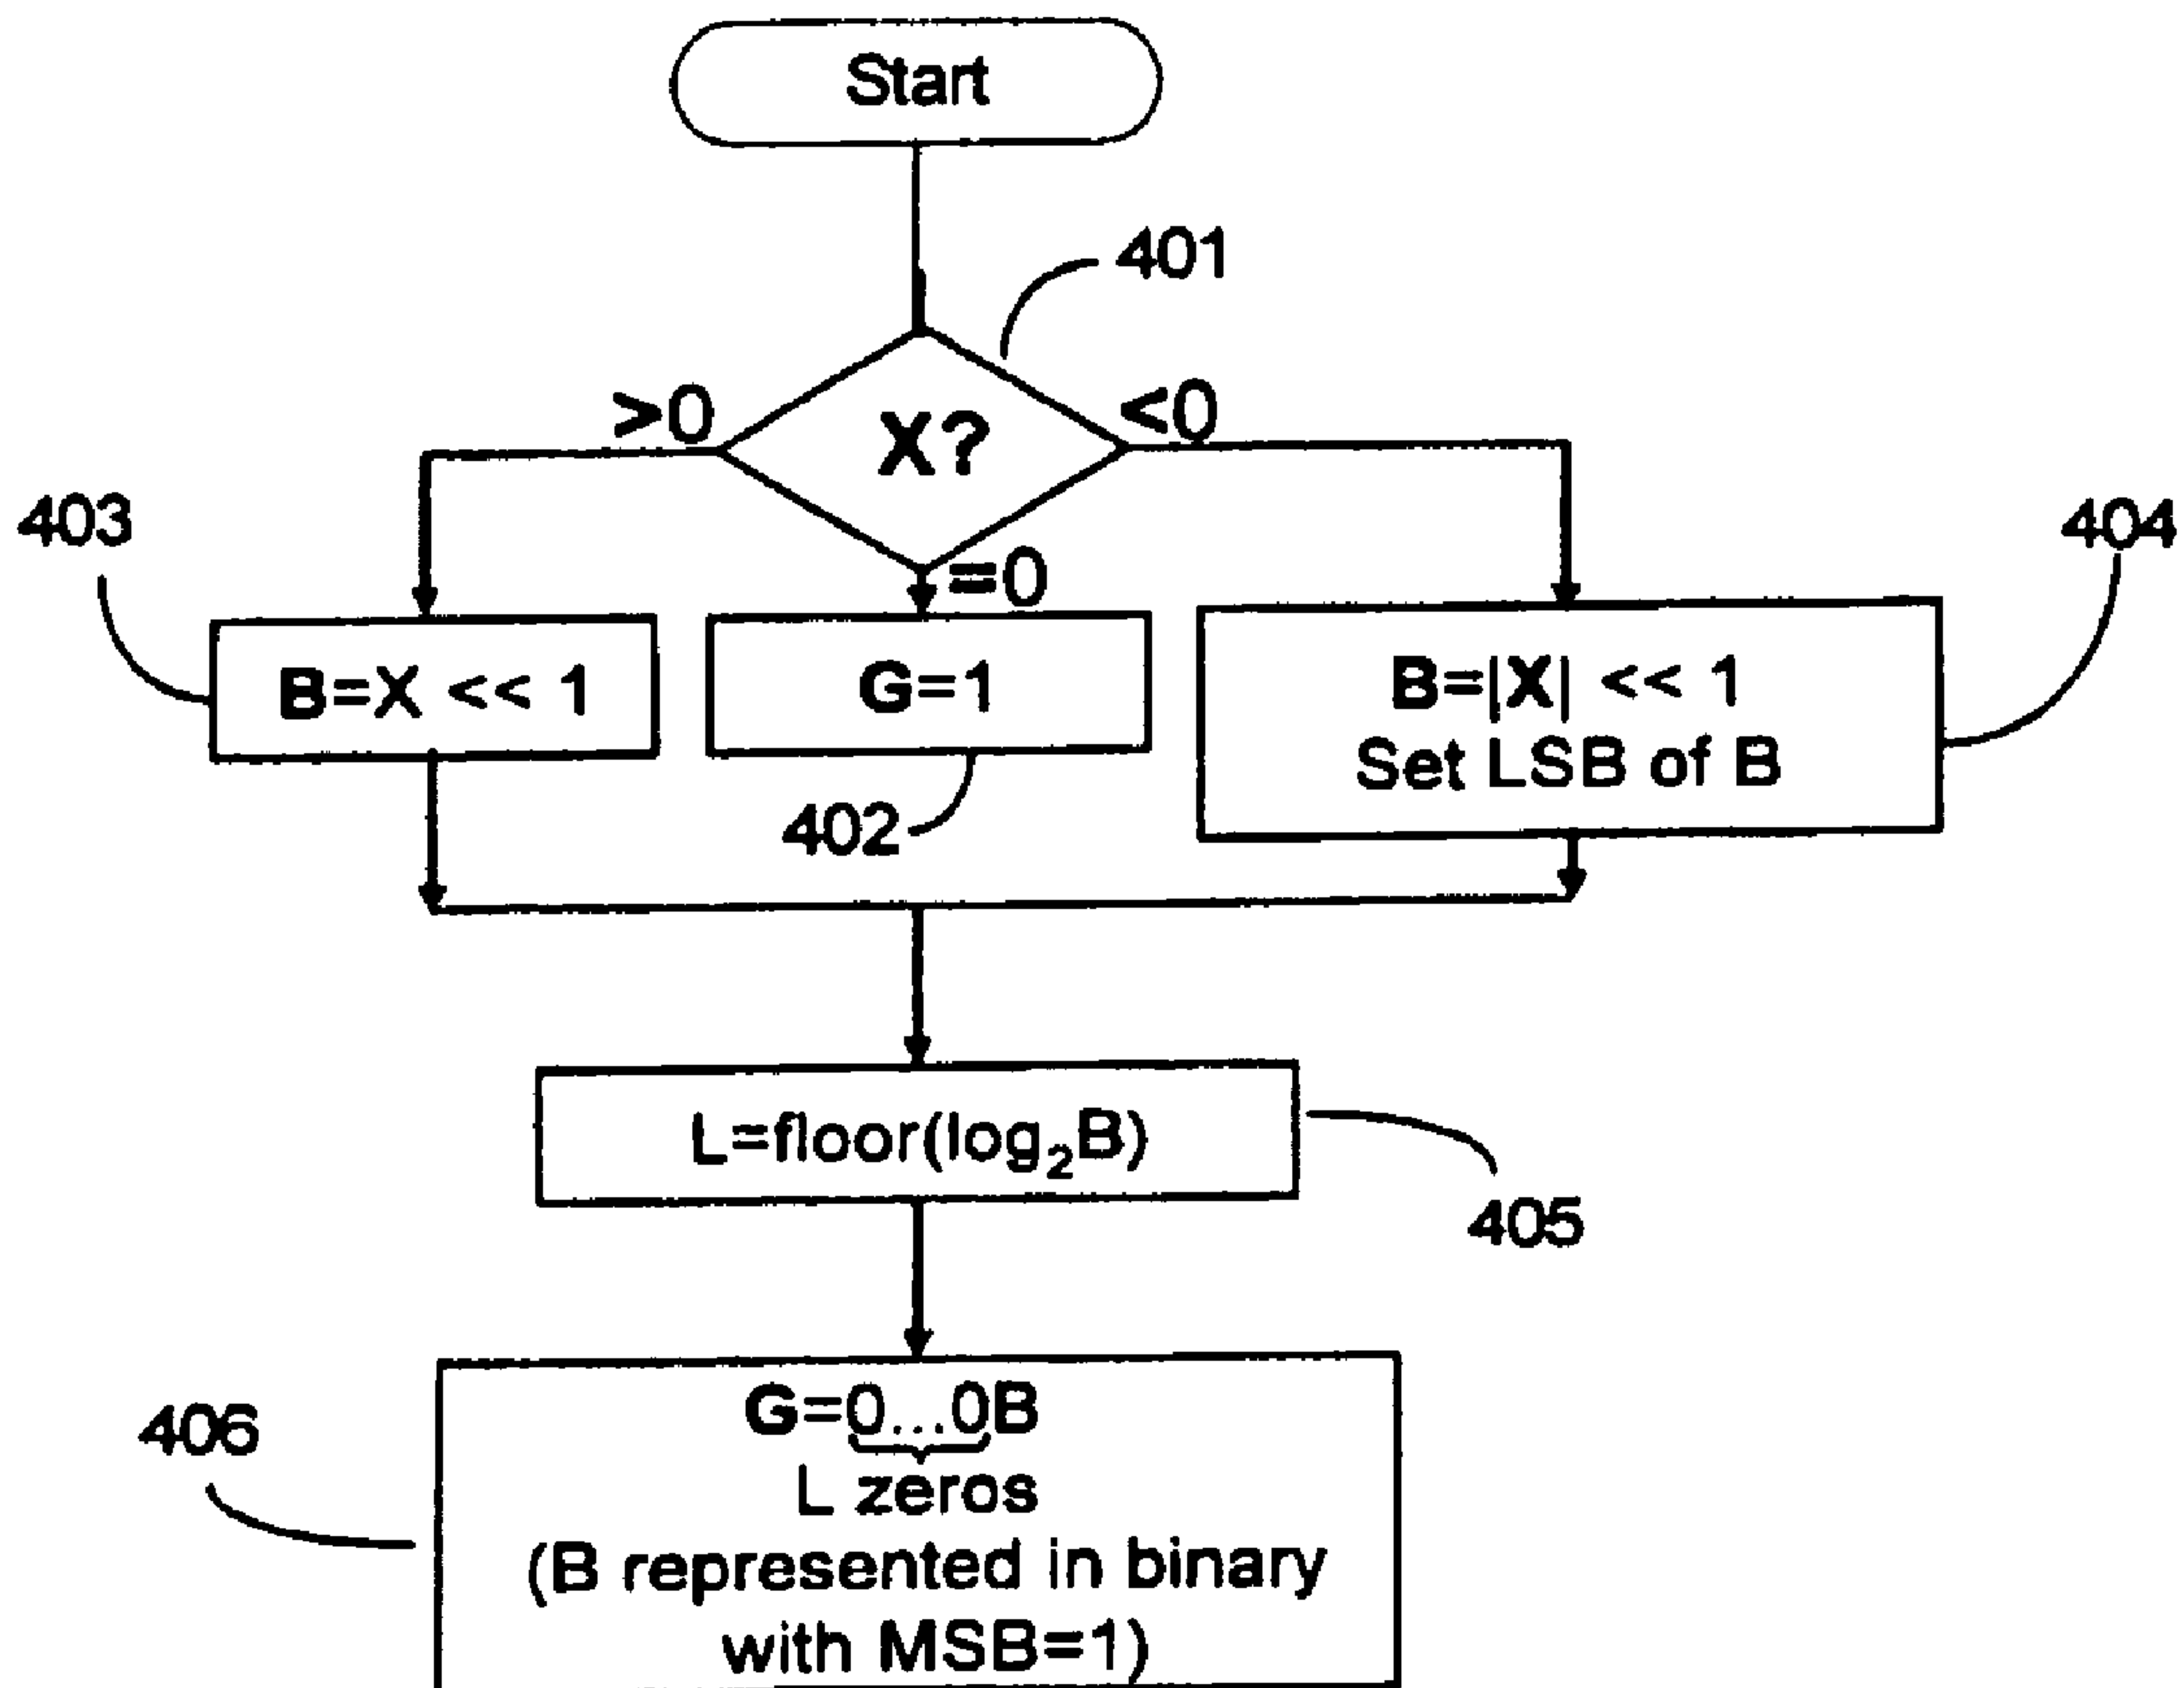 Start
401
>0
X?
<0
403
=0
404
B=X << 1
G=1
B=|X| << 1
Set LSB of B
402
L=floor(log₂B)
405
G=0...0B
406
L zeros
(B represented in binary
with MSB=1)